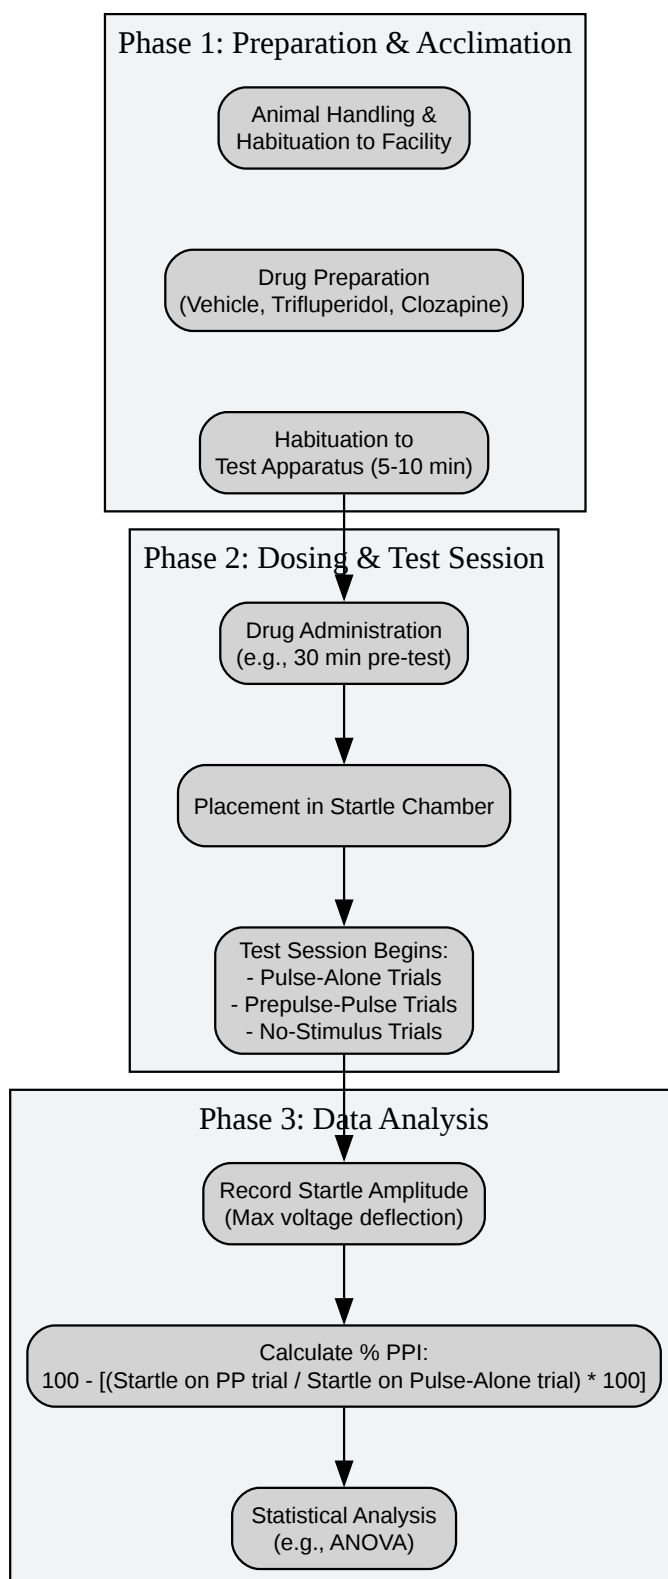 Phase 1: Preparation & Acclimation
Animal Handling &
Habituation to Facility
Drug Preparation
(Vehicle, Trifluperidol, Clozapine)
Habituation to
Test Apparatus (5-10 min)
Phase 2: Dosing & Test Session
Drug Administration
(e.g., 30 min pre-test)
Placement in Startle Chamber
Test Session Begins:
- Pulse-Alone Trials
- Prepulse-Pulse Trials
- No-Stimulus Trials
Phase 3: Data Analysis
Record Startle Amplitude
(Max voltage deflection)
Calculate % PPI:
100 - [(Startle on PP trial / Startle on Pulse-Alone trial) * 100]
Statistical Analysis
(e.g., ANOVA)